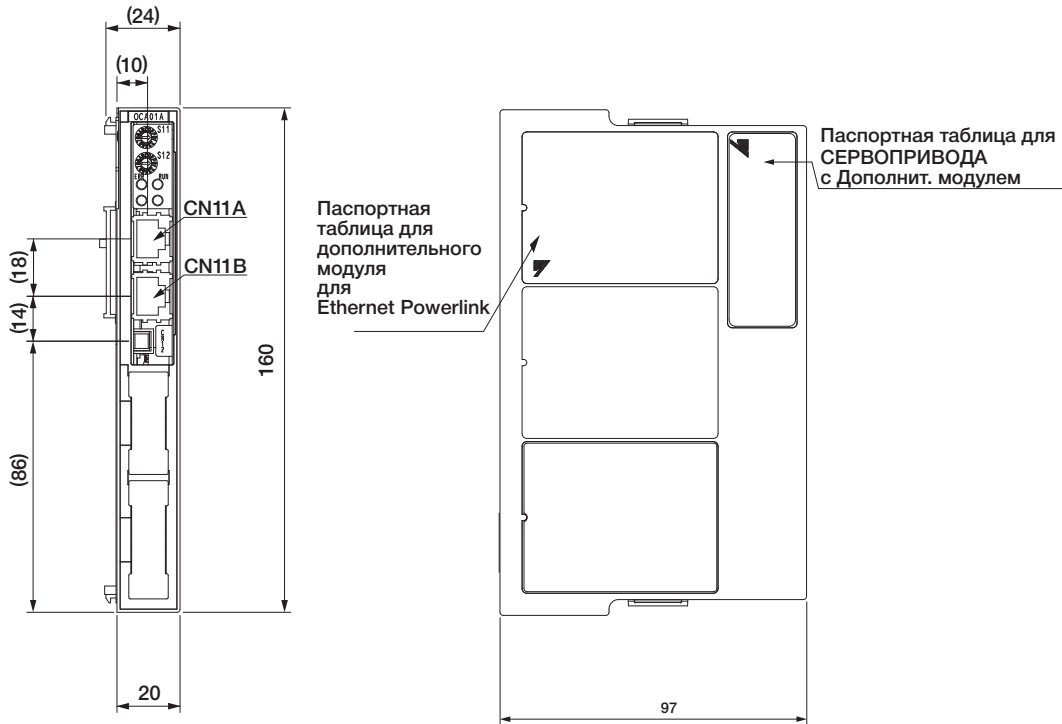 (24)
(10)
OCA01A
S11
S12
ERR
RUN
CN11A
CN11B
CN12
(18)
(14)
(86)
160
20
Паспортная
таблица для
дополнительного
модуля
для
Ethernet Powerlink
Паспортная таблица для
СЕРВОПРИВОДА
с Дополнит. модулем
97